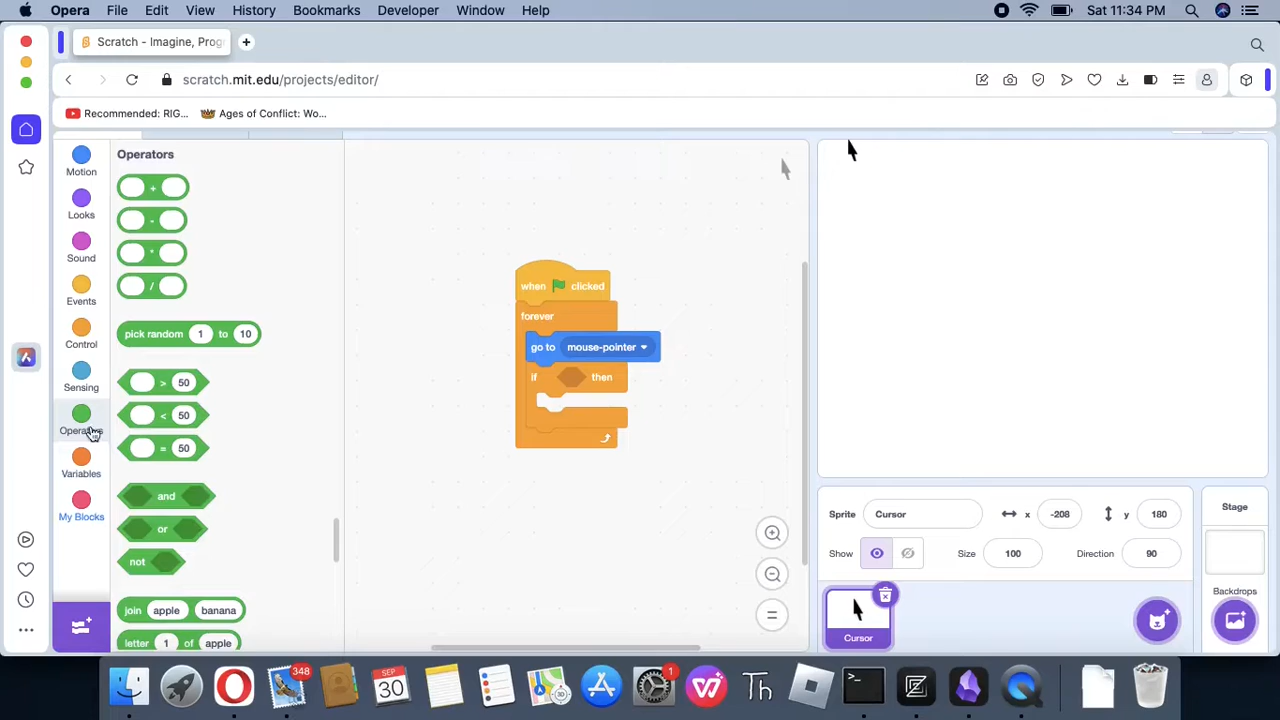 Opera File Edit View History Bookmarks Developer Window Help Sat 11:34 PM
Scratch - Imagine, Prog
scratch.mit.edu/projects/editor/
Recommended: RIG... Ages of Conflict: Wo...
Motion
Looks
Sound
Events
Control
Sensing
Operators
Variables
My Blocks
Operators
+
-
*
/
pick random 1 to 10
> 50
< 50
= 50
and
or
not
join apple banana
letter 1 of apple
when clicked
forever
go to mouse-pointer
if then
Sprite Cursor x -208 y 180
Show Size 100 Direction 90
Cursor
Stage
Backdrops
348
SEP
30
1
Th
>_